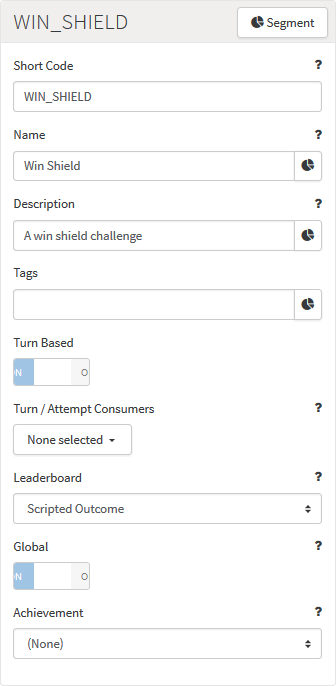 WIN_SHIELD
Segment
Short Code ?
WIN_SHIELD
Name ?
Win Shield
Description ?
A win shield challenge
Tags ?
Turn Based
N O
Turn / Attempt Consumers ?
None selected
Leaderboard ?
Scripted Outcome
Global ?
N O
Achievement ?
(None)